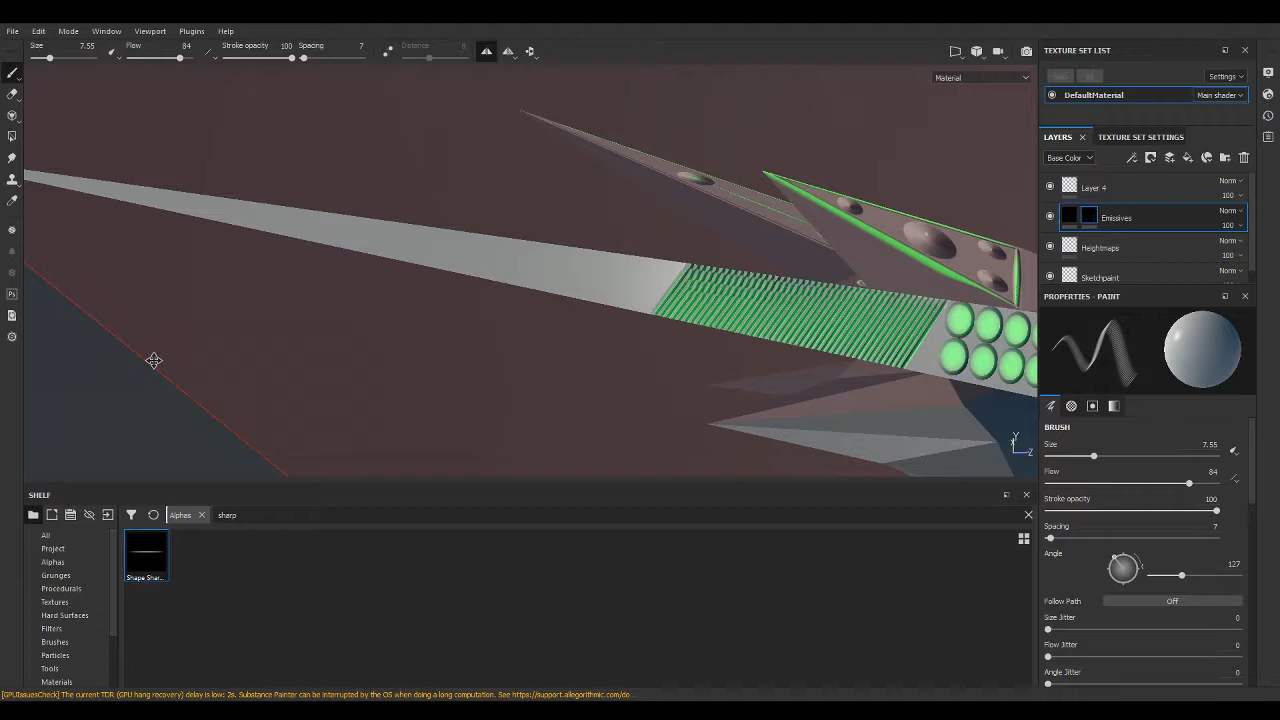 File Edit Mode Window Viewport Plugins Help
Size 7.55 Flow 84 Stroke opacity 100 Spacing 7 Distance 8
Material
TEXTURE SET LIST
Settings
DefaultMaterial Main shader
LAYERS TEXTURE SET SETTINGS
Base Color
Layer 4 Norm 100
Emissives Norm 100
Heightmaps Norm 100
Sketchpaint Norm
PROPERTIES - PAINT
BRUSH
Size 7.55
Flow 84
Stroke opacity 100
Spacing 7
Angle 127
Follow Path Off
Size Jitter 0
Flow Jitter 0
Angle Jitter 0
Y
Z
SHELF
Alphas sharp
All
Project
Alphas
Grunges
Procedurals
Textures
Hard Surfaces
Filters
Brushes
Particles
Tools
Materials
Shape Shar...
Ps
[GPUIssuesCheck] The current TDR (GPU hang recovery) delay is low: 2s. Substance Painter can be interrupted by the OS when doing a long computation. See https://support.allegorithmic.com/do...